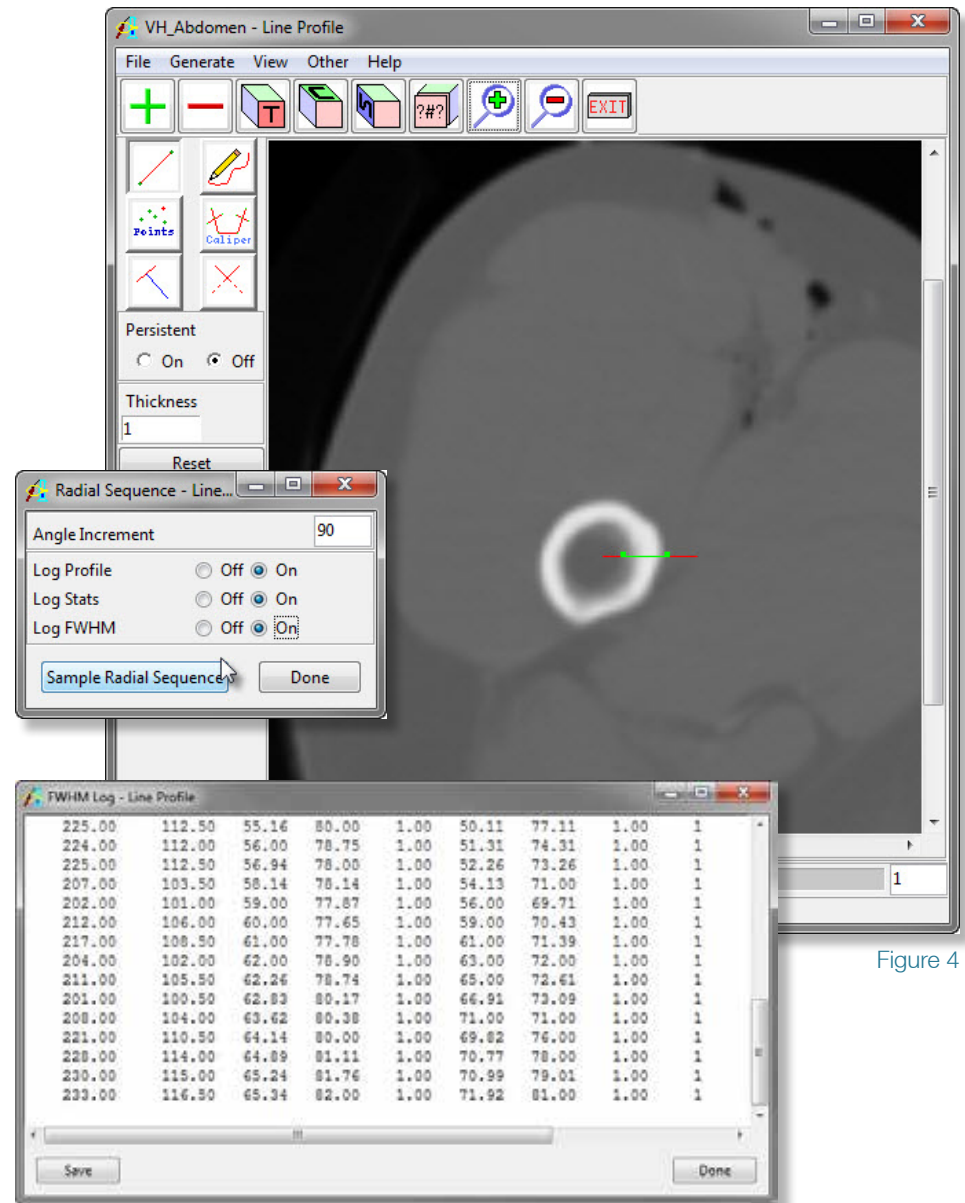 VH_Abdomen - Line Profile
File Generate View Other Help
T
?#?
EXIT
Points
Caliper
Persistent
On Off
Thickness
1
Reset
Radial Sequence - Line...
Angle Increment 90
Log Profile Off On
Log Stats Off On
Log FWHM Off On
Sample Radial Sequence Done
1
Figure 4
FWHM Log - Line Profile
225.00 112.50 55.16 80.00 1.00 50.11 77.11 1.00 1
224.00 112.00 56.00 78.75 1.00 51.31 74.31 1.00 1
225.00 112.50 56.94 78.00 1.00 52.26 73.26 1.00 1
207.00 103.50 58.14 78.14 1.00 54.13 71.00 1.00 1
202.00 101.00 59.00 77.87 1.00 56.00 69.71 1.00 1
212.00 106.00 60.00 77.65 1.00 59.00 70.43 1.00 1
217.00 108.50 61.00 77.78 1.00 61.00 71.39 1.00 1
204.00 102.00 62.00 78.90 1.00 63.00 72.00 1.00 1
211.00 105.50 62.26 78.74 1.00 65.00 72.61 1.00 1
201.00 100.50 62.83 80.17 1.00 66.91 73.09 1.00 1
208.00 104.00 63.62 80.38 1.00 71.00 71.00 1.00 1
221.00 110.50 64.14 80.00 1.00 69.82 76.00 1.00 1
228.00 114.00 64.89 81.11 1.00 70.77 78.00 1.00 1
230.00 115.00 65.24 81.76 1.00 70.99 79.01 1.00 1
233.00 116.50 65.34 82.00 1.00 71.92 81.00 1.00 1
Save Done